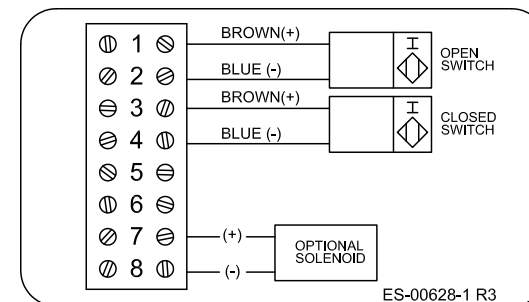 1 BROWN(+)
OPEN
SWITCH
2 BLUE (-)
3 BROWN(+)
CLOSED
SWITCH
4 BLUE (-)
5
6
7 (+)
OPTIONAL
SOLENOID
8 (-)
ES-00628-1 R3